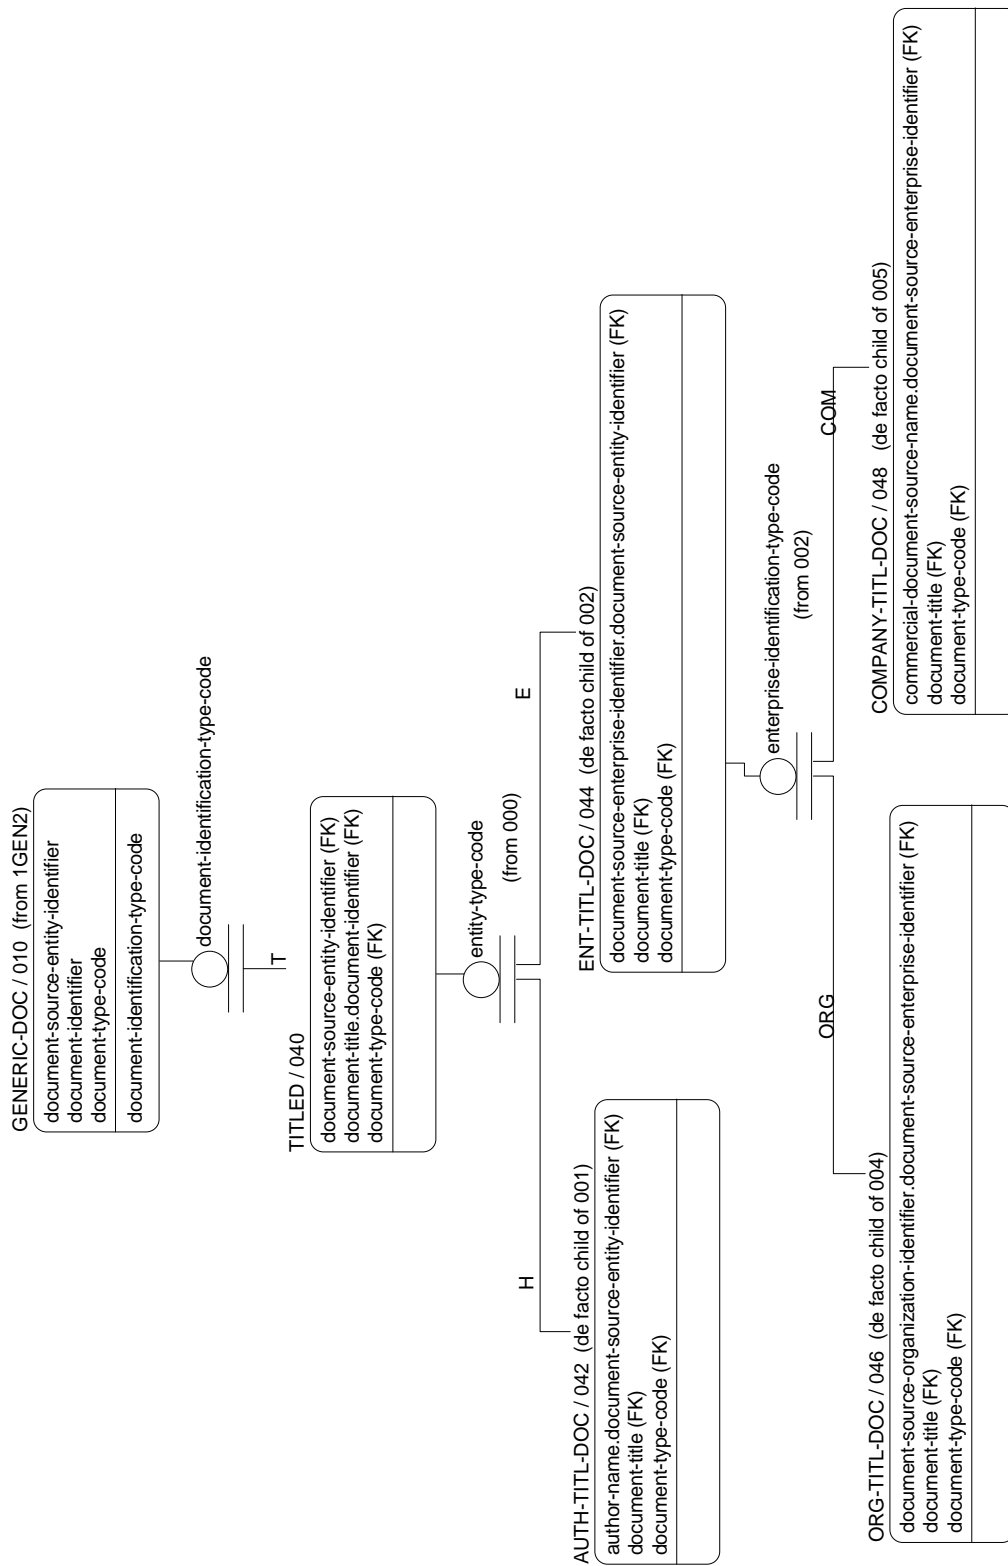 GENERIC-DOC / 010  (from 1GEN2)
document-source-entity-identifier
document-identifier
document-type-code
document-identification-type-code
document-identification-type-code
T
TITLED / 040
document-source-entity-identifier (FK)
document-title.document-identifier (FK)
document-type-code (FK)
entity-type-code
(from 000)
H
E
AUTH-TITL-DOC / 042  (de facto child of 001)
author-name.document-source-entity-identifier (FK)
document-title (FK)
document-type-code (FK)
ENT-TITL-DOC / 044  (de facto child of 002)
document-source-enterprise-identifier.document-source-entity-identifier (FK)
document-title (FK)
document-type-code (FK)
enterprise-identification-type-code
(from 002)
ORG
COM
ORG-TITL-DOC / 046  (de facto child of 004)
document-source-organization-identifier.document-source-enterprise-identifier (FK)
document-title (FK)
document-type-code (FK)
COMPANY-TITL-DOC / 048  (de facto child of 005)
commercial-document-source-name.document-source-enterprise-identifier (FK)
document-title (FK)
document-type-code (FK)